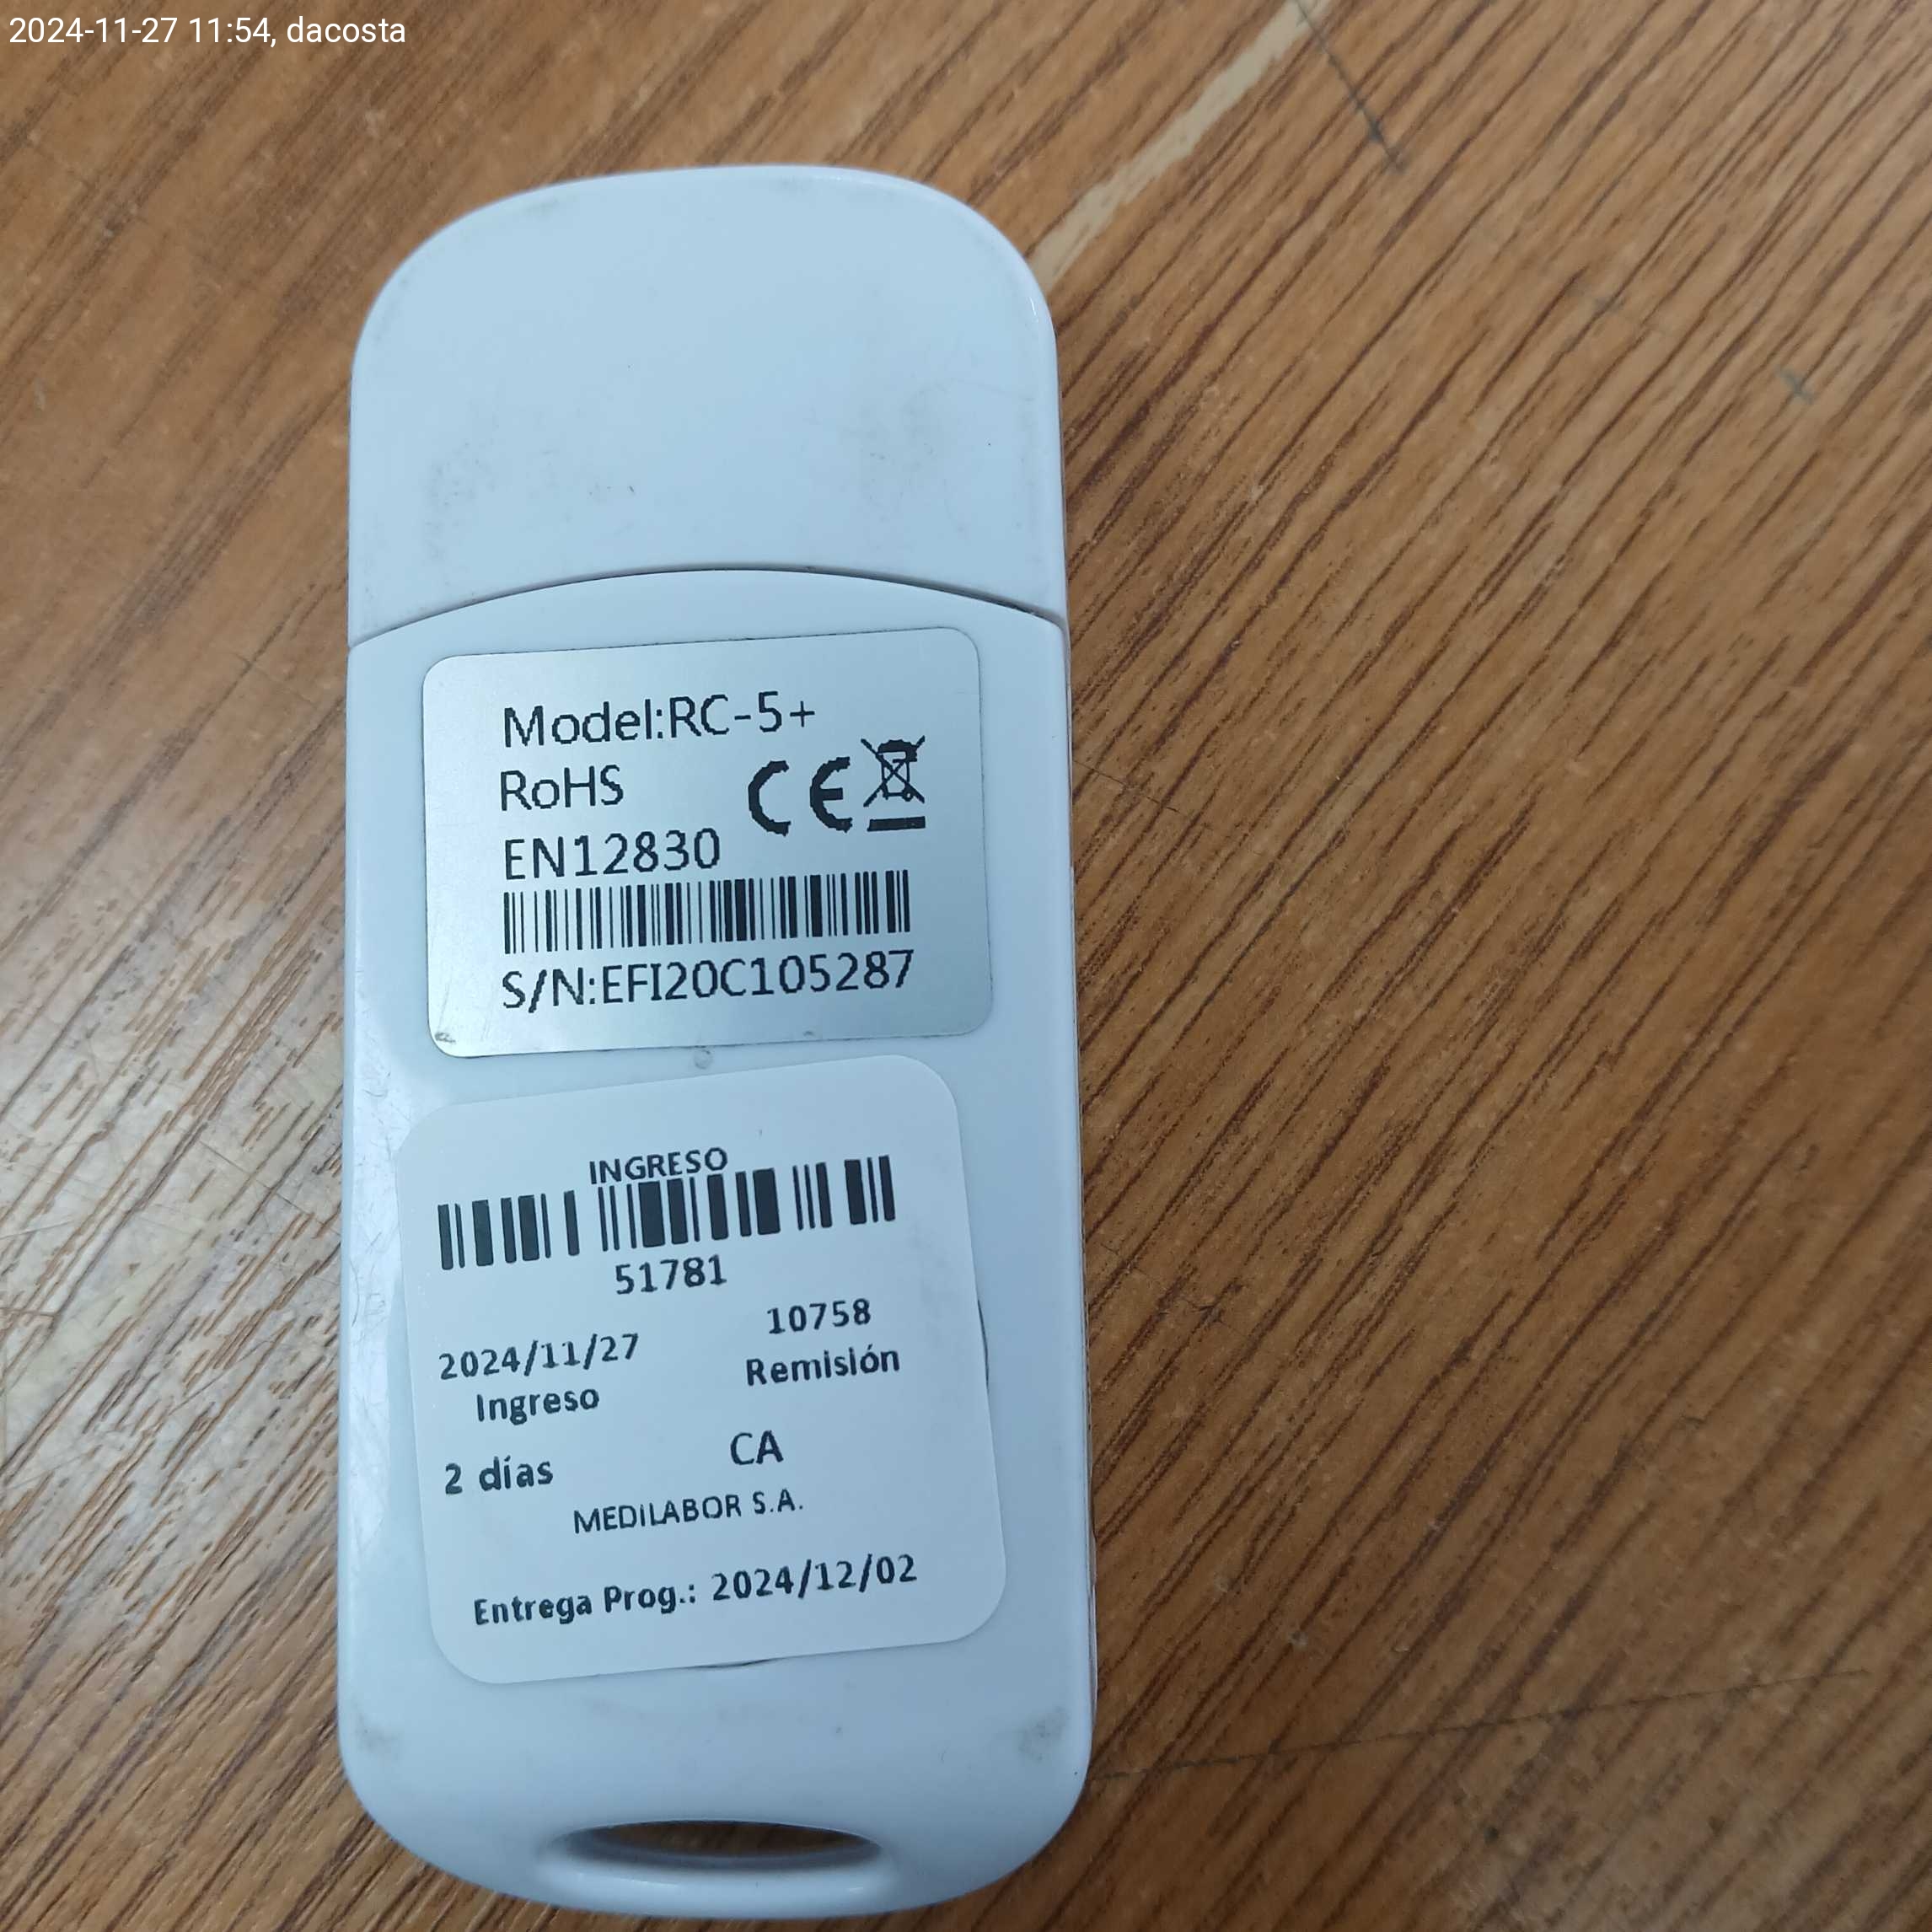 2024-11-27 11:54, dacosta
Model:RC-5+
RoHS
CE
EN12830
S/N:EFI20C105287
INGRESO
51781
2024/11/27
10758
Ingreso
Remisión
2 días
CA
MEDILABOR S.A.
Entrega Prog.: 2024/12/02